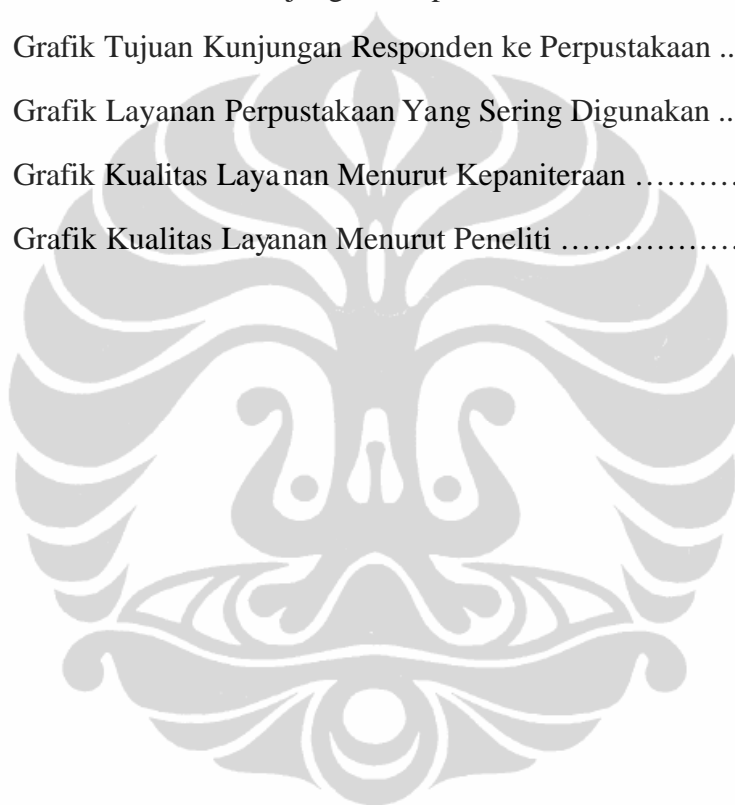 Grafik Tujuan Kunjungan Responden ke Perpustakaan ..
Grafik Layanan Perpustakaan Yang Sering Digunakan ..
Grafik Kualitas Layanan Menurut Kepaniteraan ………..
Grafik Kualitas Layanan Menurut Peneliti ………………